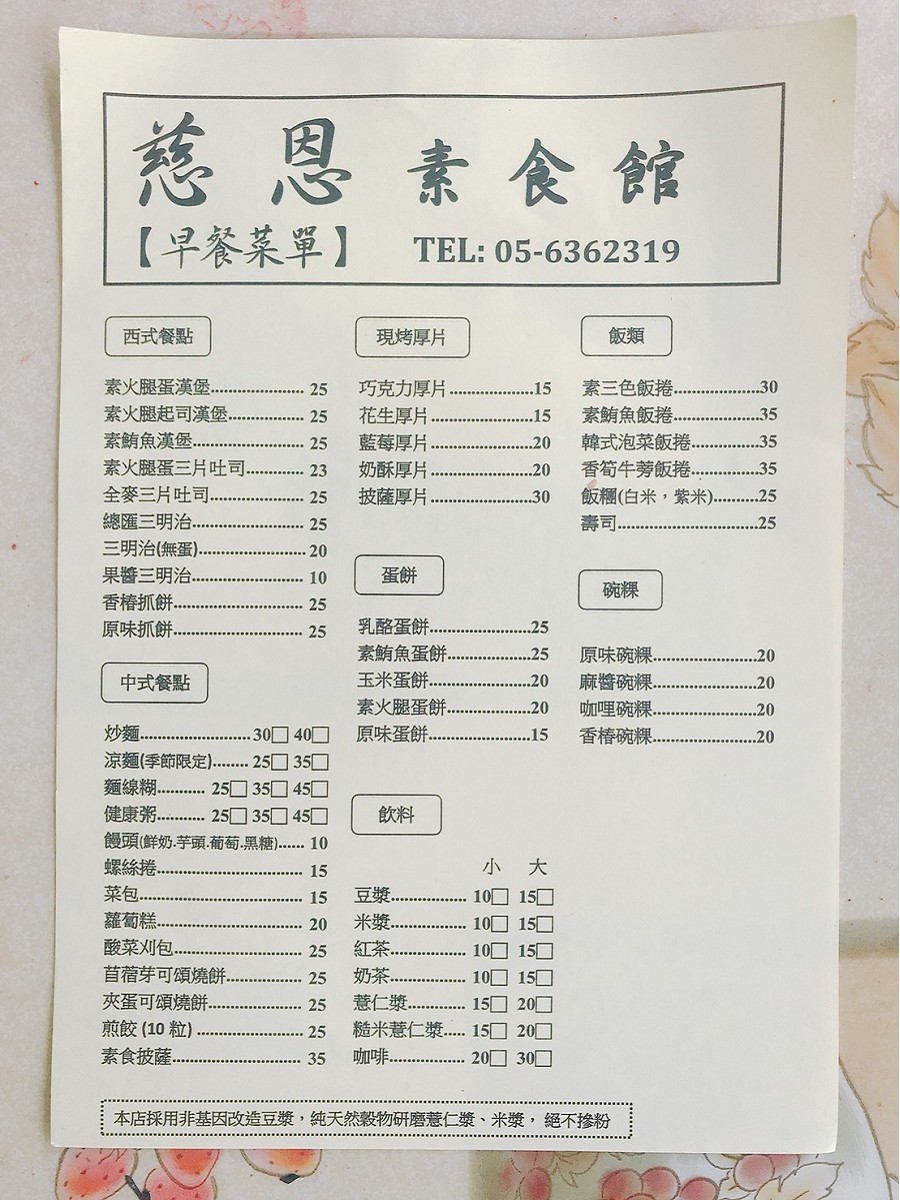 慈恩素食館
【早餐菜單】 TEL: 05-6362319
西式餐點
素火腿蛋漢堡..................... 25
素火腿起司漢堡................. 25
素鮪魚漢堡......................... 25
素火腿蛋三片吐司............. 23
全麥三片吐司..................... 25
總匯三明治......................... 25
三明治(無蛋)........................ 20
果醬三明治......................... 10
香椿抓餅............................. 25
原味抓餅............................. 25
中式餐點
炒麵.........................30□ 40□
涼麵(季節限定)........ 25□ 35□
麵線糊........... 25□ 35□ 45□
健康粥........... 25□ 35□ 45□
饅頭(鮮奶.芋頭.葡萄.黑糖)...... 10
螺絲捲................................. 15
菜包..................................... 15
蘿蔔糕................................. 20
酸菜刈包............................. 25
苜蓿芽可頌燒餅................. 25
夾蛋可頌燒餅..................... 25
煎餃 (10 粒) ........................ 25
素食披薩............................. 35
現烤厚片
巧克力厚片...................15
花生厚片.......................15
藍莓厚片.......................20
奶酥厚片.......................20
披薩厚片.......................30
蛋餅
乳酪蛋餅.......................25
素鮪魚蛋餅...................25
玉米蛋餅.......................20
素火腿蛋餅...................20
原味蛋餅.......................15
飲料
小 大
豆漿................. 10□ 15□
米漿................. 10□ 15□
紅茶................. 10□ 15□
奶茶................. 10□ 15□
薏仁漿............. 15□ 20□
糙米薏仁漿..... 15□ 20□
咖啡................. 20□ 30□
飯類
素三色飯捲...................30
素鮪魚飯捲...................35
韓式泡菜飯捲...............35
香筍牛蒡飯捲...............35
飯糰(白米，紫米)..........25
壽司................................25
碗粿
原味碗粿........................20
麻醬碗粿........................20
咖哩碗粿........................20
香椿碗粿........................20
本店採用非基因改造豆漿，純天然穀物研磨薏仁漿、米漿， 絕不摻粉